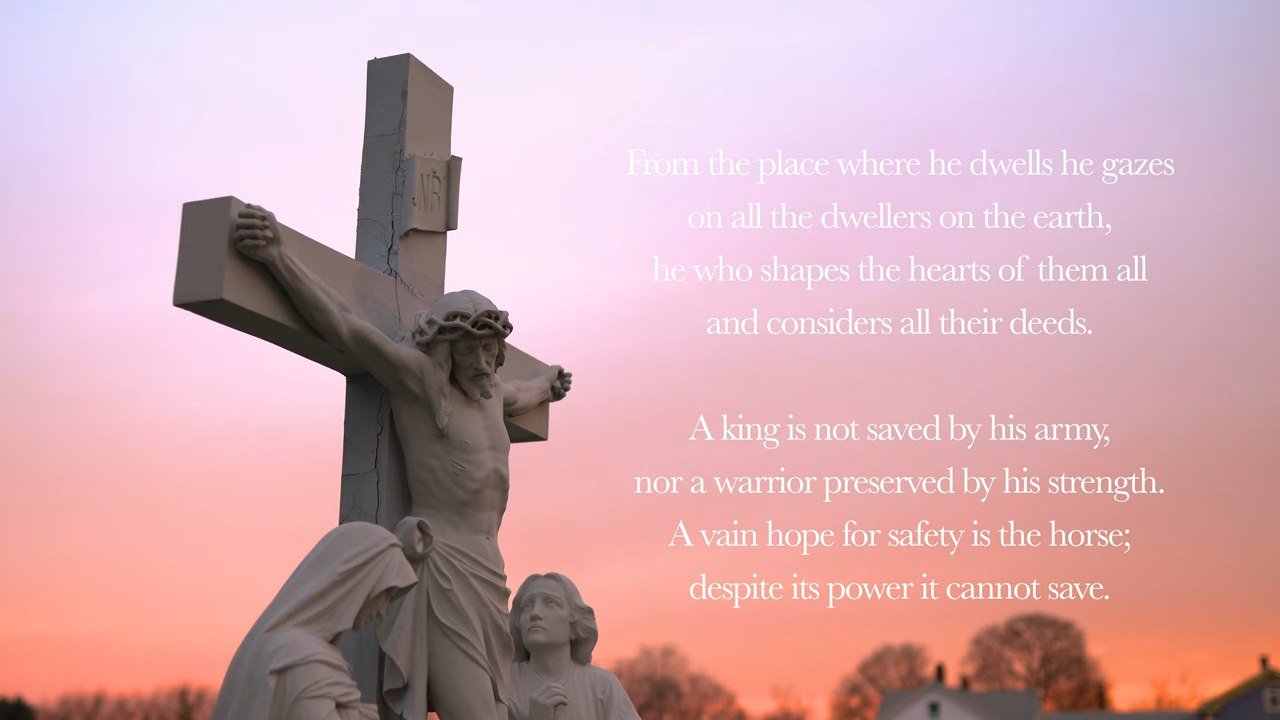 NR
From the place where he dwells he gazes
on all the dwellers on the earth,
he who shapes the hearts of them all
and considers all their deeds.
A king is not saved by his army,
nor a warrior preserved by his strength.
A vain hope for safety is the horse;
despite its power it cannot save.